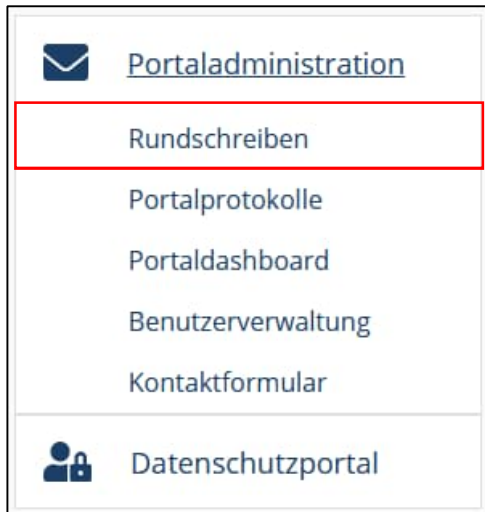 Portaladministration
Rundschreiben
Portalprotokolle
Portaldashboard
Benutzerverwaltung
Kontaktformular
Datenschutzportal